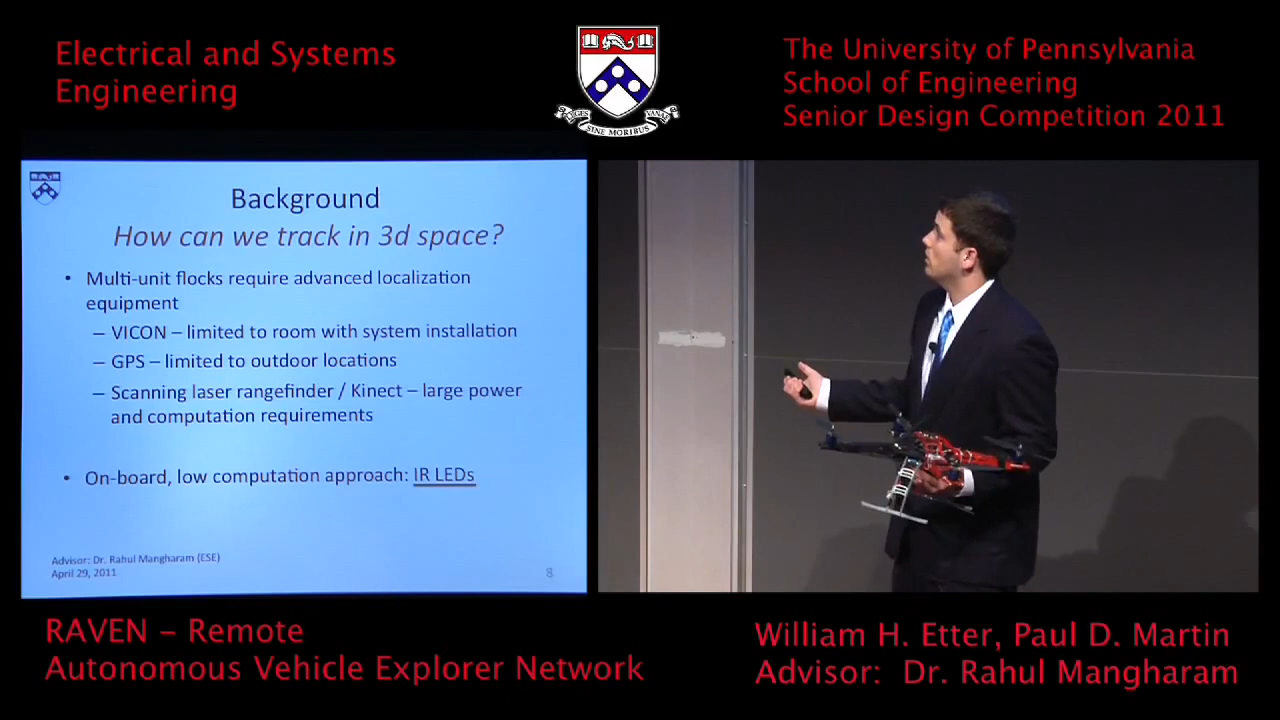 Electrical and Systems
Engineering
LEGES
VANAE
SINE MORIBUS
The University of Pennsylvania
School of Engineering
Senior Design Competition 2011
Background
How can we track in 3d space?
• Multi-unit flocks require advanced localization
equipment
– VICON – limited to room with system installation
– GPS – limited to outdoor locations
– Scanning laser rangefinder / Kinect – large power
and computation requirements
• On-board, low computation approach: IR LEDs
Advisor: Dr. Rahul Mangharam (ESE)
April 29, 2011
8
RAVEN – Remote
Autonomous Vehicle Explorer Network
William H. Etter, Paul D. Martin
Advisor: Dr. Rahul Mangharam